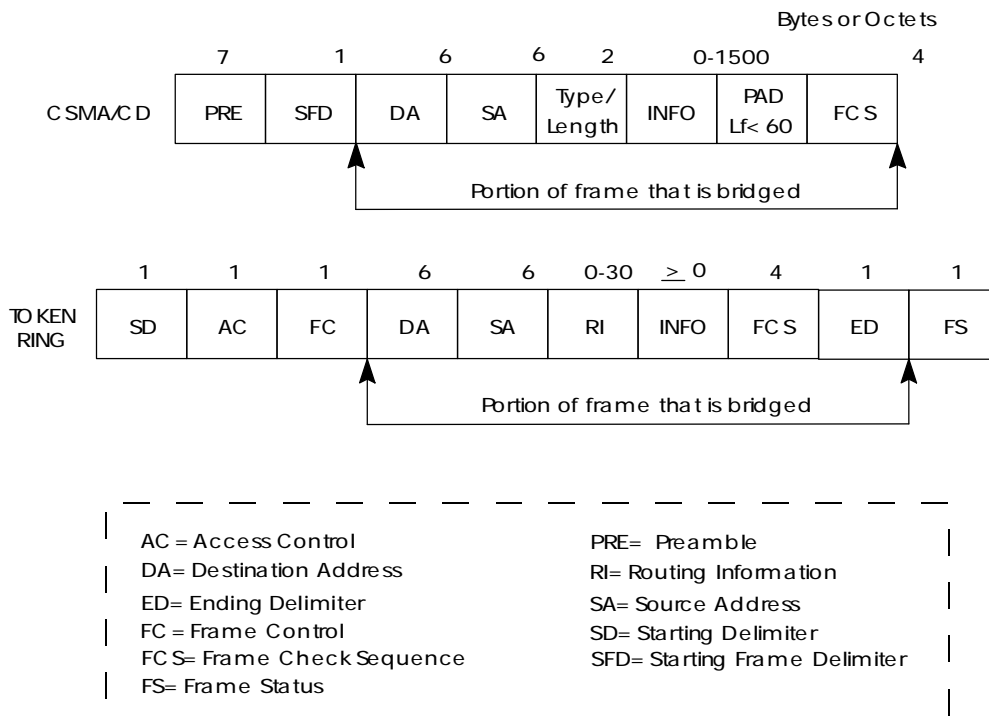 Bytes or Octets
7 1 6 6 2 0-1500 4
CSMA/CD PRE SFD DA SA Type/ Length INFO PAD Lf< 60 FCS
Portion of frame that is bridged
1 1 1 6 6 0-30 ≥ 0 4 1 1
TOKEN RING SD AC FC DA SA RI INFO FCS ED FS
Portion of frame that is bridged
AC = Access Control
DA= Destination Address
ED= Ending Delimiter
FC = Frame Control
FCS= Frame Check Sequence
FS= Frame Status
PRE= Preamble
RI= Routing Information
SA= Source Address
SD= Starting Delimiter
SFD= Starting Frame Delimiter